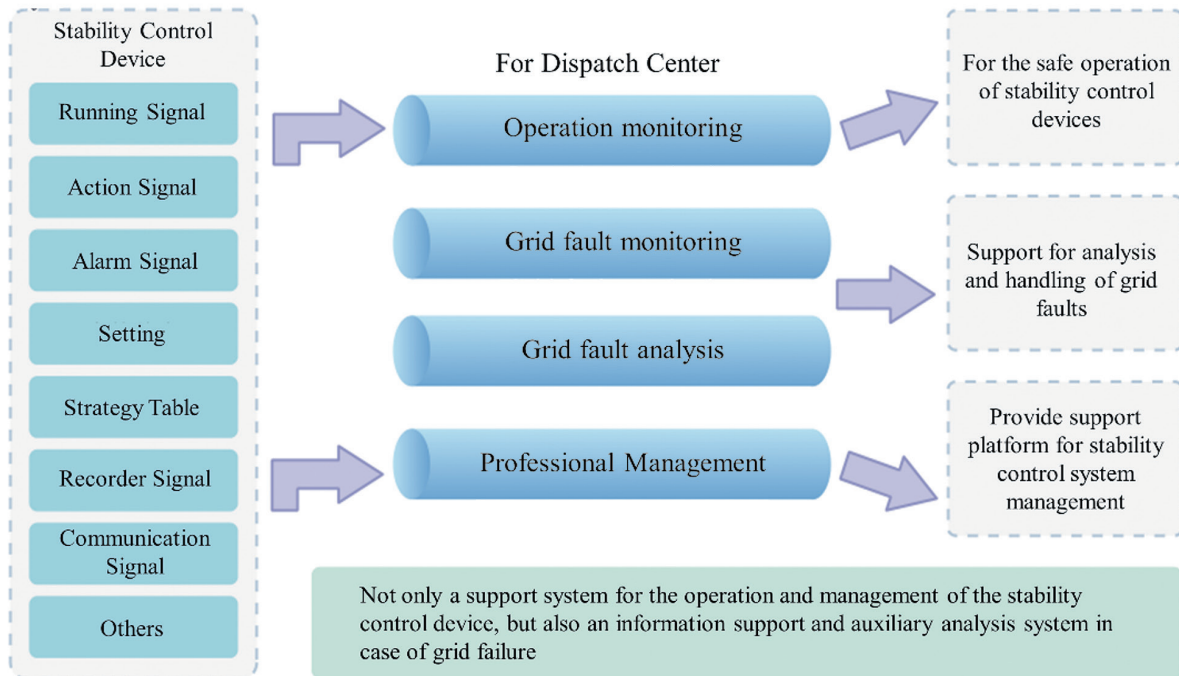 Stability Control
Device
Running Signal
Action Signal
Alarm Signal
Setting
Strategy Table
Recorder Signal
Communication
Signal
Others
For Dispatch Center
Operation monitoring
Grid fault monitoring
Grid fault analysis
Professional Management
For the safe operation
of stability control
devices
Support for analysis
and handling of grid
faults
Provide support
platform for stability
control system
management
Not only a support system for the operation and management of the stability
control device, but also an information support and auxiliary analysis system in
case of grid failure